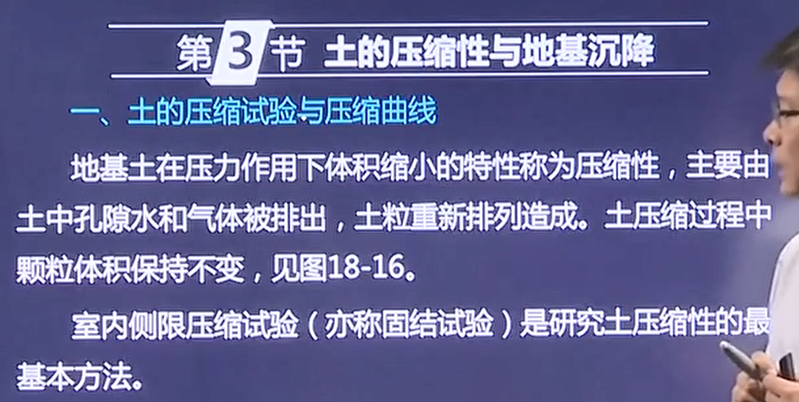 第3节 土的压缩性与地基沉降
一、土的压缩试验与压缩曲线
地基土在压力作用下体积缩小的特性称为压缩性，主要由
土中孔隙水和气体被排出，土粒重新排列造成。土压缩过程中
颗粒体积保持不变，见图18-16。
室内侧限压缩试验（亦称固结试验）是研究土压缩性的最
基本方法。